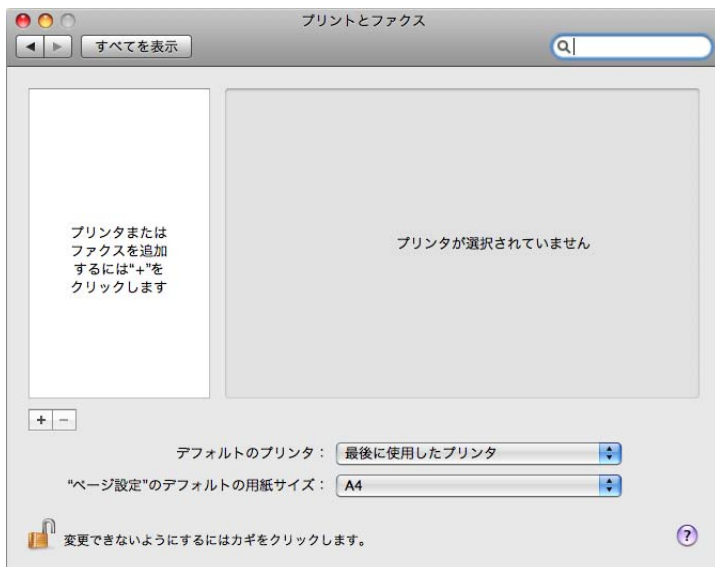 プリントとファクス
すべてを表示
プリンタまたは
ファクスを追加
するには“+”を
クリックします
プリンタが選択されていません
デフォルトのプリンタ： 最後に使用したプリンタ
“ページ設定”のデフォルトの用紙サイズ： A4
変更できないようにするにはカギをクリックします。